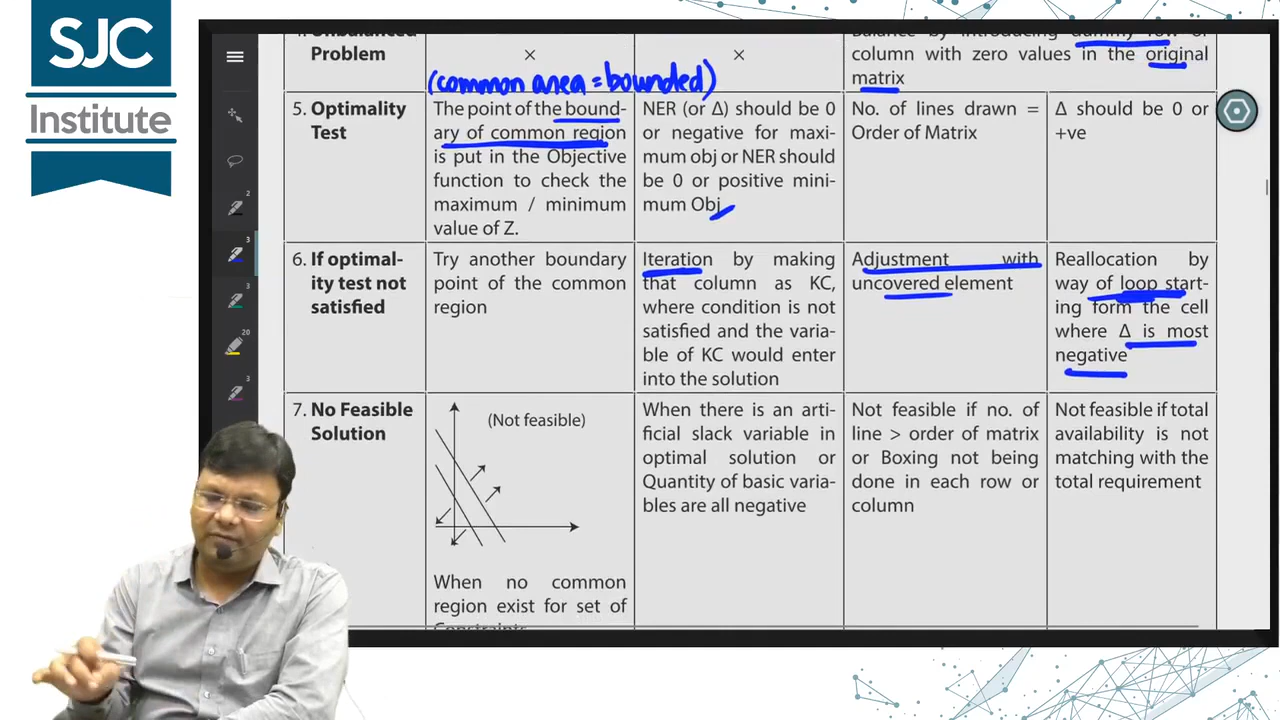 SJC
Institute
Problem
×
×
column with zero values in the original
matrix
(common area = bounded)
5. Optimality
Test
The point of the bound-
ary of common region
is put in the Objective
function to check the
maximum / minimum
value of Z.
NER (or Δ) should be 0
or negative for maxi-
mum obj or NER should
be 0 or positive mini-
mum Obj
No. of lines drawn =
Order of Matrix
Δ should be 0 or
+ve
6. If optimal-
ity test not
satisfied
Try another boundary
point of the common
region
Iteration by making
that column as KC,
where condition is not
satisfied and the varia-
ble of KC would enter
into the solution
Adjustment with
uncovered element
Reallocation by
way of loop start-
ing form the cell
where Δ is most
negative
7. No Feasible
Solution
(Not feasible)
When no common
region exist for set of
When there is an arti-
ficial slack variable in
optimal solution or
Quantity of basic varia-
bles are all negative
Not feasible if no. of
line > order of matrix
or Boxing not being
done in each row or
column
Not feasible if total
availability is not
matching with the
total requirement
2
3
3
20
3